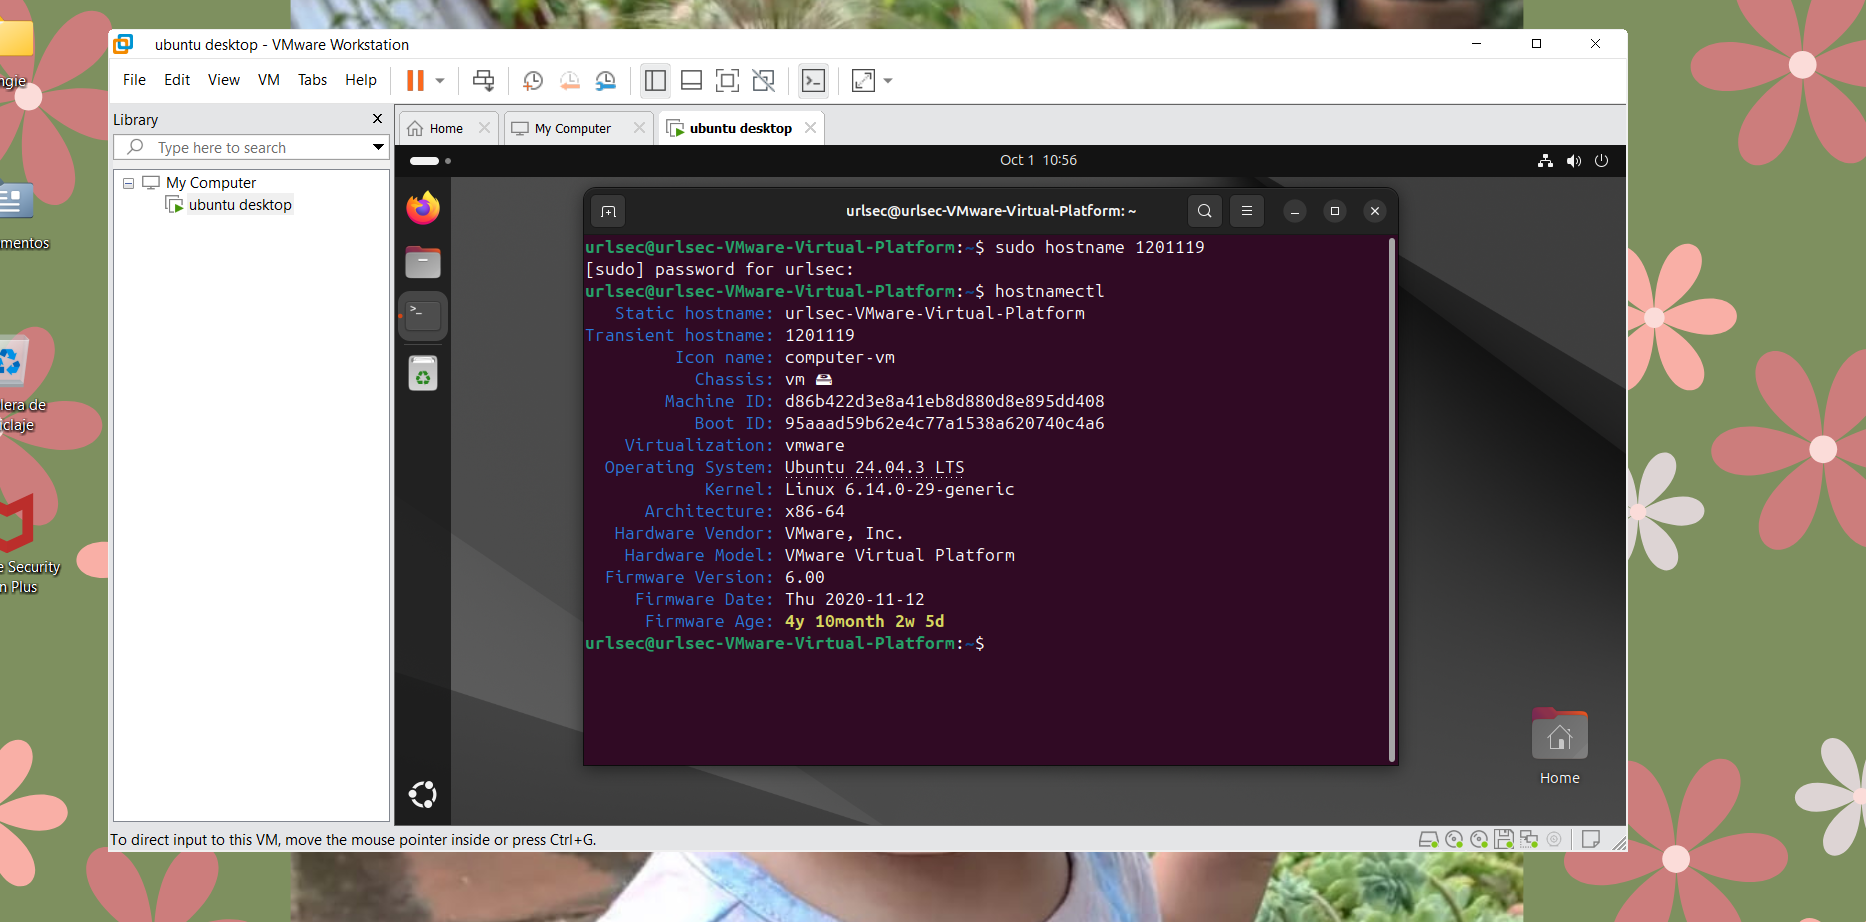 ubuntu desktop - VMware Workstation
File Edit View VM Tabs Help
Library
Type here to search
My Computer
ubuntu desktop
Home
My Computer
ubuntu desktop
Oct 1 10:56
urlsec@urlsec-VMware-Virtual-Platform: ~
urlsec@urlsec-VMware-Virtual-Platform:~$ sudo hostname 1201119
[sudo] password for urlsec:
urlsec@urlsec-VMware-Virtual-Platform:~$ hostnamectl
Static hostname: urlsec-VMware-Virtual-Platform
Transient hostname: 1201119
Icon name: computer-vm
Chassis: vm
Machine ID: d86b422d3e8a41eb8d880d8e895dd408
Boot ID: 95aaad59b62e4c77a1538a620740c4a6
Virtualization: vmware
Operating System: Ubuntu 24.04.3 LTS
Kernel: Linux 6.14.0-29-generic
Architecture: x86-64
Hardware Vendor: VMware, Inc.
Hardware Model: VMware Virtual Platform
Firmware Version: 6.00
Firmware Date: Thu 2020-11-12
Firmware Age: 4y 10month 2w 5d
urlsec@urlsec-VMware-Virtual-Platform:~$
Home
To direct input to this VM, move the mouse pointer inside or press Ctrl+G.
ngie
mentos
lera de
iclaje
e Security
n Plus